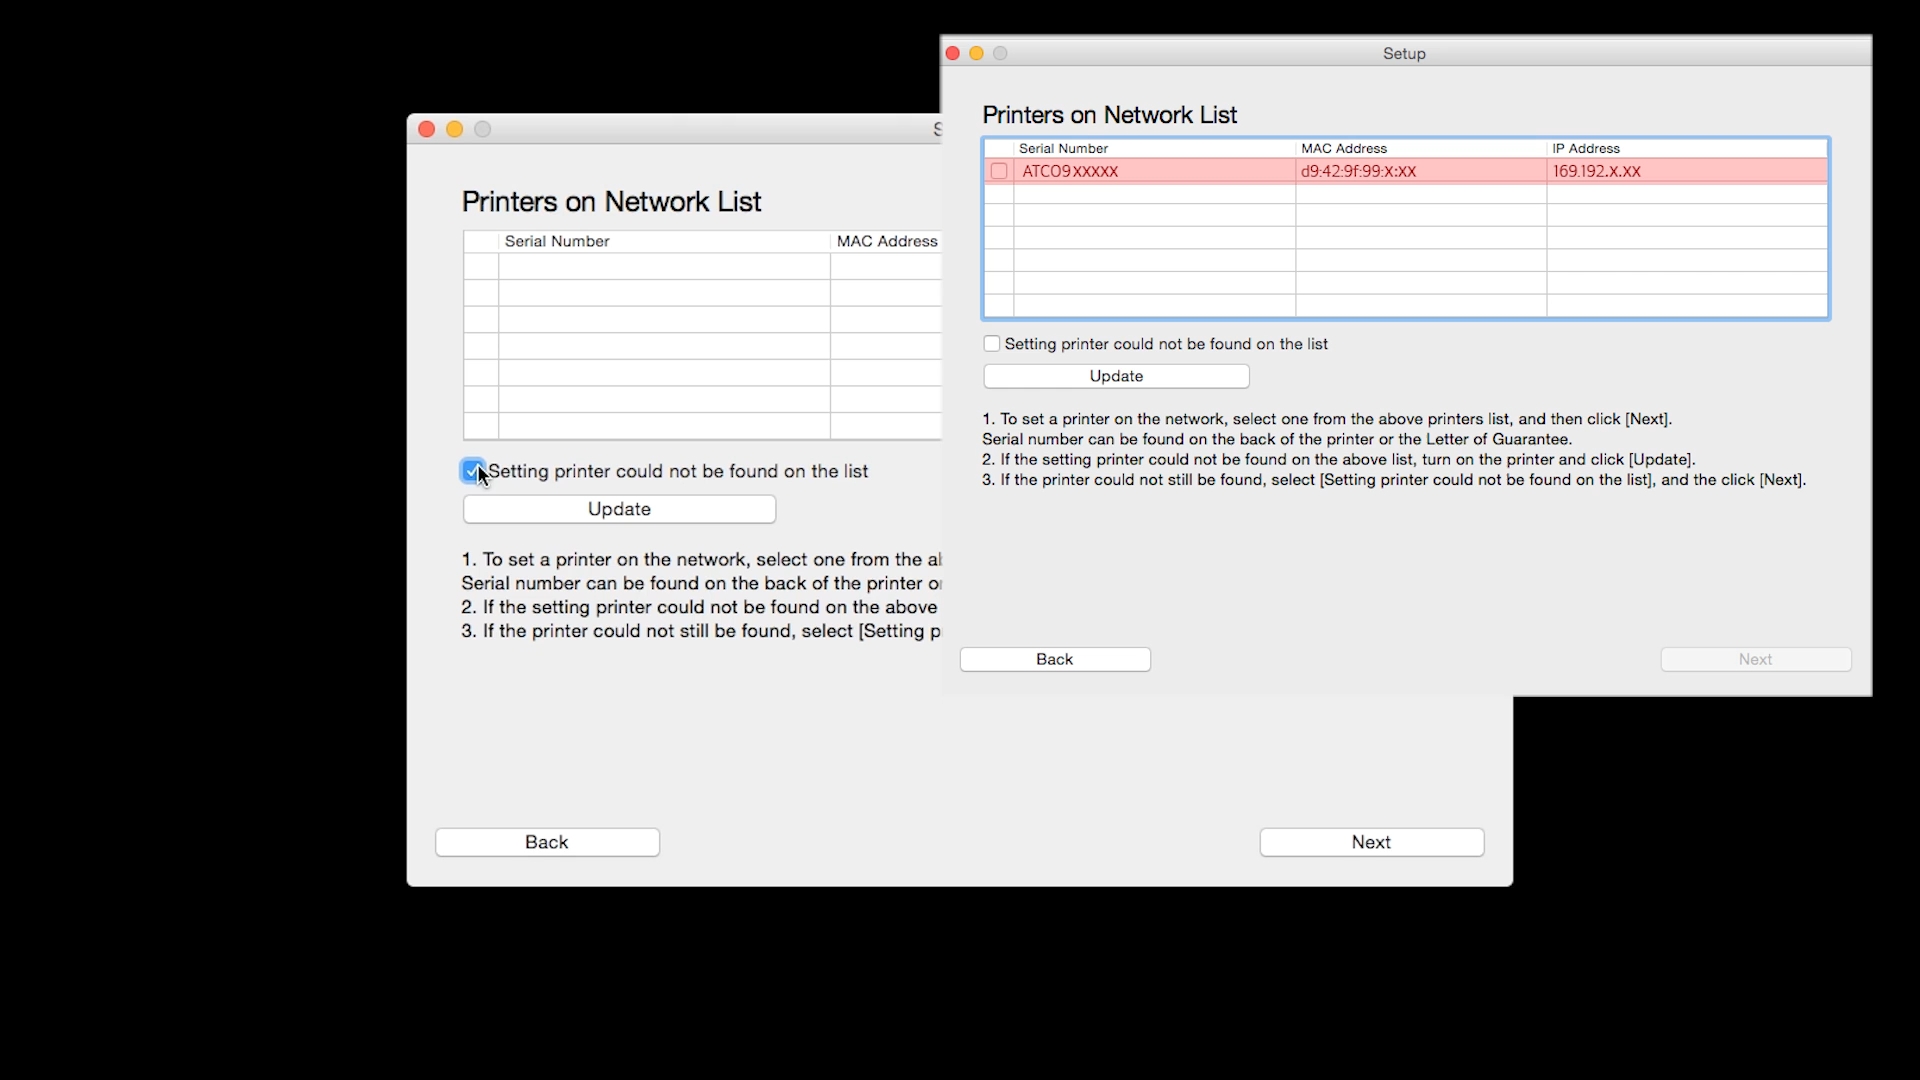 Setup
Printers on Network List
Serial Number MAC Address IP Address
ATC09XXXXX d9:42:9f:99:X:XX 169.192.X.XX
Setting printer could not be found on the list
Update
1. To set a printer on the network, select one from the above printers list, and then click [Next].
Serial number can be found on the back of the printer or the Letter of Guarantee.
2. If the setting printer could not be found on the above list, turn on the printer and click [Update].
3. If the printer could not still be found, select [Setting printer could not be found on the list], and the click [Next].
Back Next
S
Printers on Network List
Serial Number MAC Address
Setting printer could not be found on the list
Update
1. To set a printer on the network, select one from the a
Serial number can be found on the back of the printer o
2. If the setting printer could not be found on the above
3. If the printer could not still be found, select [Setting p
Back Next